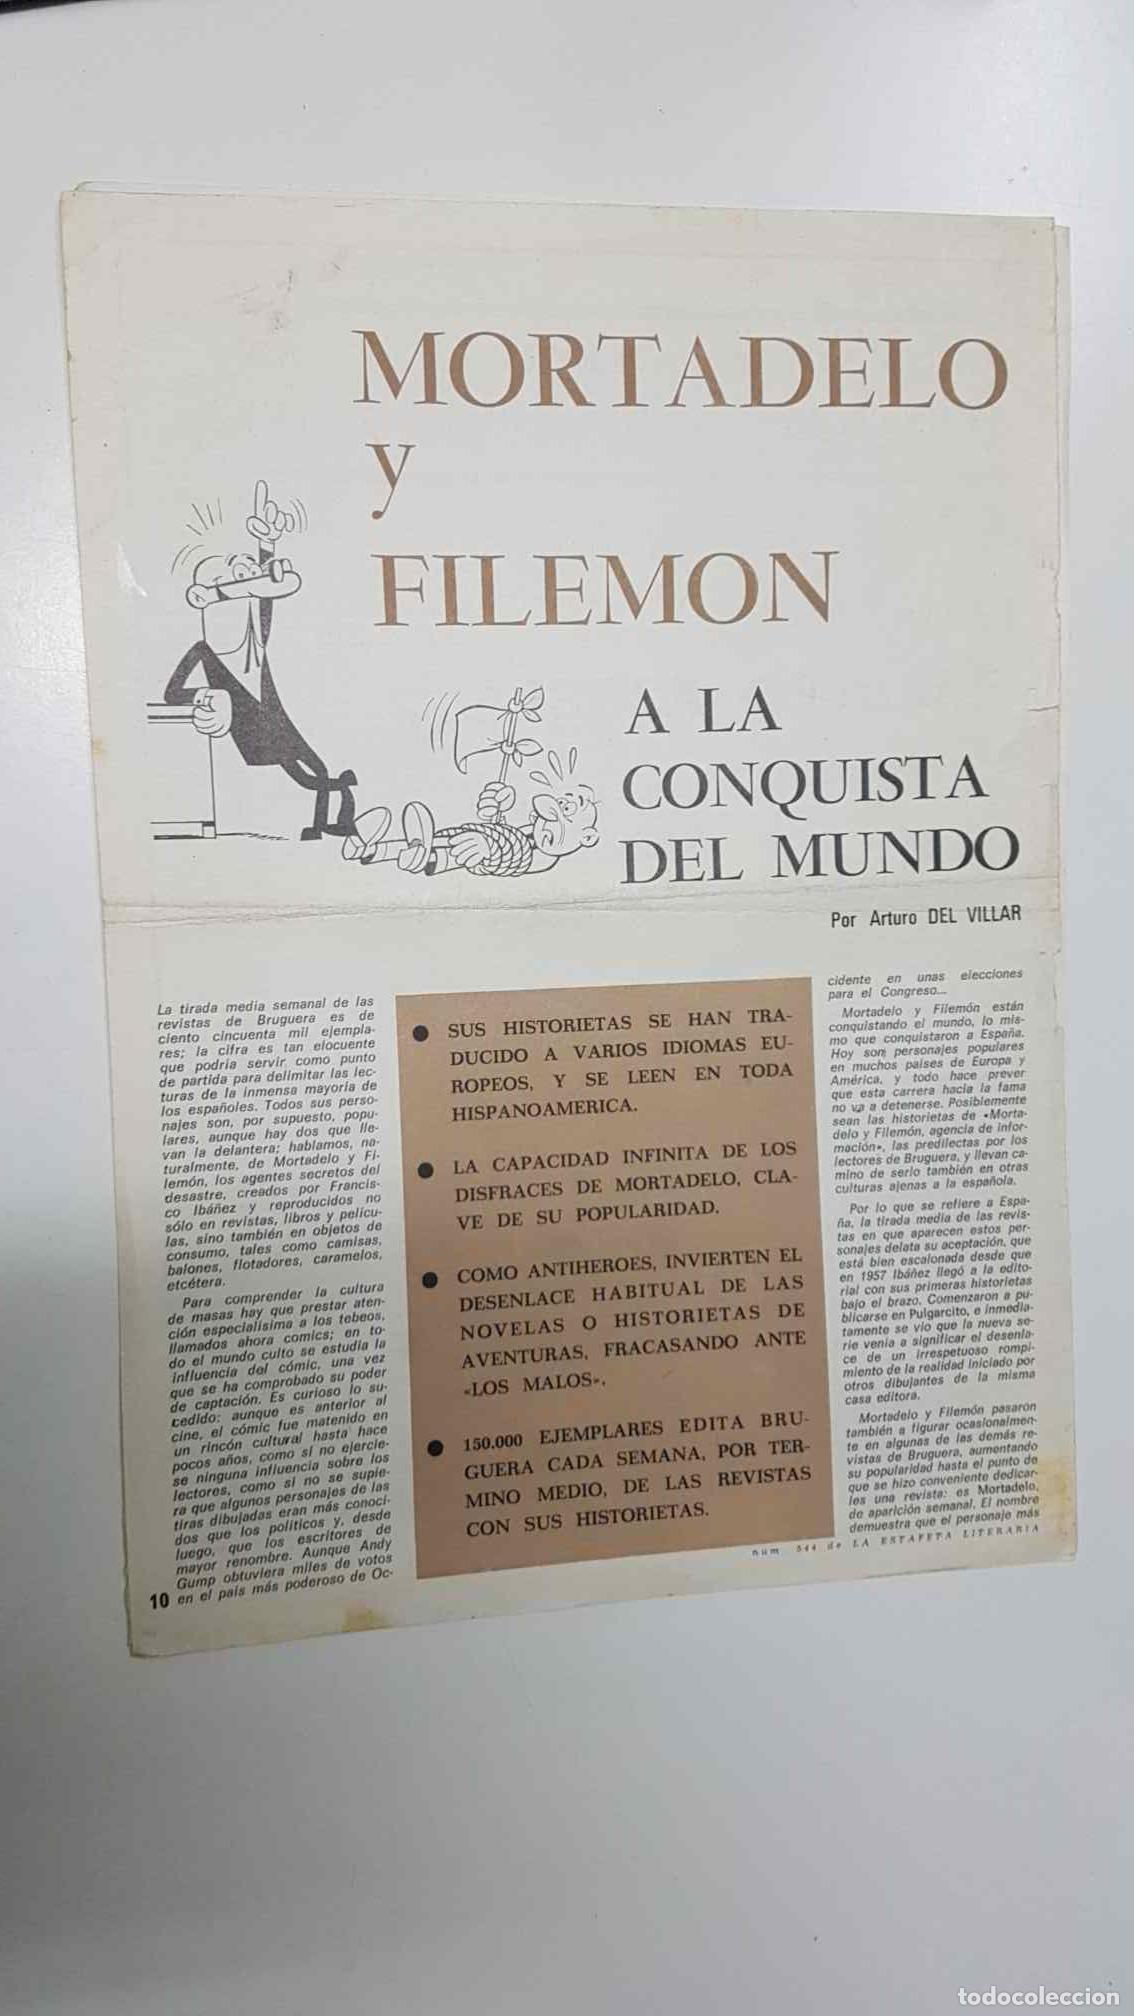 MORTADELO
y
FILEMON
A LA
CONQUISTA
DEL MUNDO
Por Arturo DEL VILLAR
La tirada media semanal de las
revistas de Bruguera es de
ciento cincuenta mil ejempla-
res; la cifra es tan elocuente
que podría servir como punto
de partida para delimitar las lec-
turas de la inmensa mayoría de
los españoles. Todos sus perso-
najes son, por supuesto, popu-
lares, aunque hay dos que lle-
van la delantera; hablamos, na-
turalmente, de Mortadelo y Fi-
lemón, los agentes secretos del
desastre, creados por Francis-
co Ibáñez y reproducidos no
sólo en revistas, libros y pelícu-
las, sino también en objetos de
consumo, tales como camisas,
balones, flotadores, caramelos,
etcétera.
Para comprender la cultura
de masas hay que prestar aten-
ción especialísima a los tebeos,
llamados ahora comics; en to-
do el mundo culto se estudia la
influencia del cómic, una vez
que se ha comprobado su poder
de captación. Es curioso lo su-
cedido: aunque es anterior al
cine, el cómic fue matenido en
un rincón cultural hasta hace
pocos años, como si no ejercie-
se ninguna influencia sobre los
lectores, como si no se supie-
ra que algunos personajes de las
tiras dibujadas eran más conoci-
dos que los políticos y, desde
luego, que los escritores de
mayor renombre. Aunque Andy
Gump obtuviera miles de votos
10 en el país más poderoso de Oc-
● SUS HISTORIETAS SE HAN TRA-
DUCIDO A VARIOS IDIOMAS EU-
ROPEOS, Y SE LEEN EN TODA
HISPANOAMERICA.
● LA CAPACIDAD INFINITA DE LOS
DISFRACES DE MORTADELO, CLA-
VE DE SU POPULARIDAD.
● COMO ANTIHEROES, INVIERTEN EL
DESENLACE HABITUAL DE LAS
NOVELAS O HISTORIETAS DE
AVENTURAS, FRACASANDO ANTE
«LOS MALOS».
● 150.000 EJEMPLARES EDITA BRU-
GUERA CADA SEMANA, POR TER-
MINO MEDIO, DE LAS REVISTAS
CON SUS HISTORIETAS.
cidente en unas elecciones
para el Congreso...
Mortadelo y Filemón están
conquistando el mundo, lo mis-
mo que conquistaron a España.
Hoy son personajes populares
en muchos países de Europa y
América, y todo hace prever
que esta carrera hacia la fama
no va a detenerse. Posiblemente
sean las historietas de «Morta-
delo y Filemón, agencia de infor-
mación», las predilectas por los
lectores de Bruguera, y llevan ca-
mino de serlo también en otras
culturas ajenas a la española.
Por lo que se refiere a Espa-
ña, la tirada media de las revis-
tas en que aparecen estos per-
sonajes delata su aceptación, que
está bien escalonada desde que
en 1957 Ibáñez llegó a la edito-
rial con sus primeras historietas
bajo el brazo. Comenzaron a pu-
blicarse en Pulgarcito, e inmedia-
tamente se vio que la nueva se-
rie venía a significar el desenla-
ce de un irrespetuoso rompi-
miento de la realidad iniciado por
otros dibujantes de la misma
casa editora.
Mortadelo y Filemón pasaron
también a figurar ocasionalmen-
te en algunas de las demás re-
vistas de Bruguera, aumentando
su popularidad hasta el punto de
que se hizo conveniente dedicar-
les una revista: es Mortadelo,
de aparición semanal. El nombre
demuestra que el personaje más
núm. 544 de LA ESTAFETA LITERARIA
todocoleccion